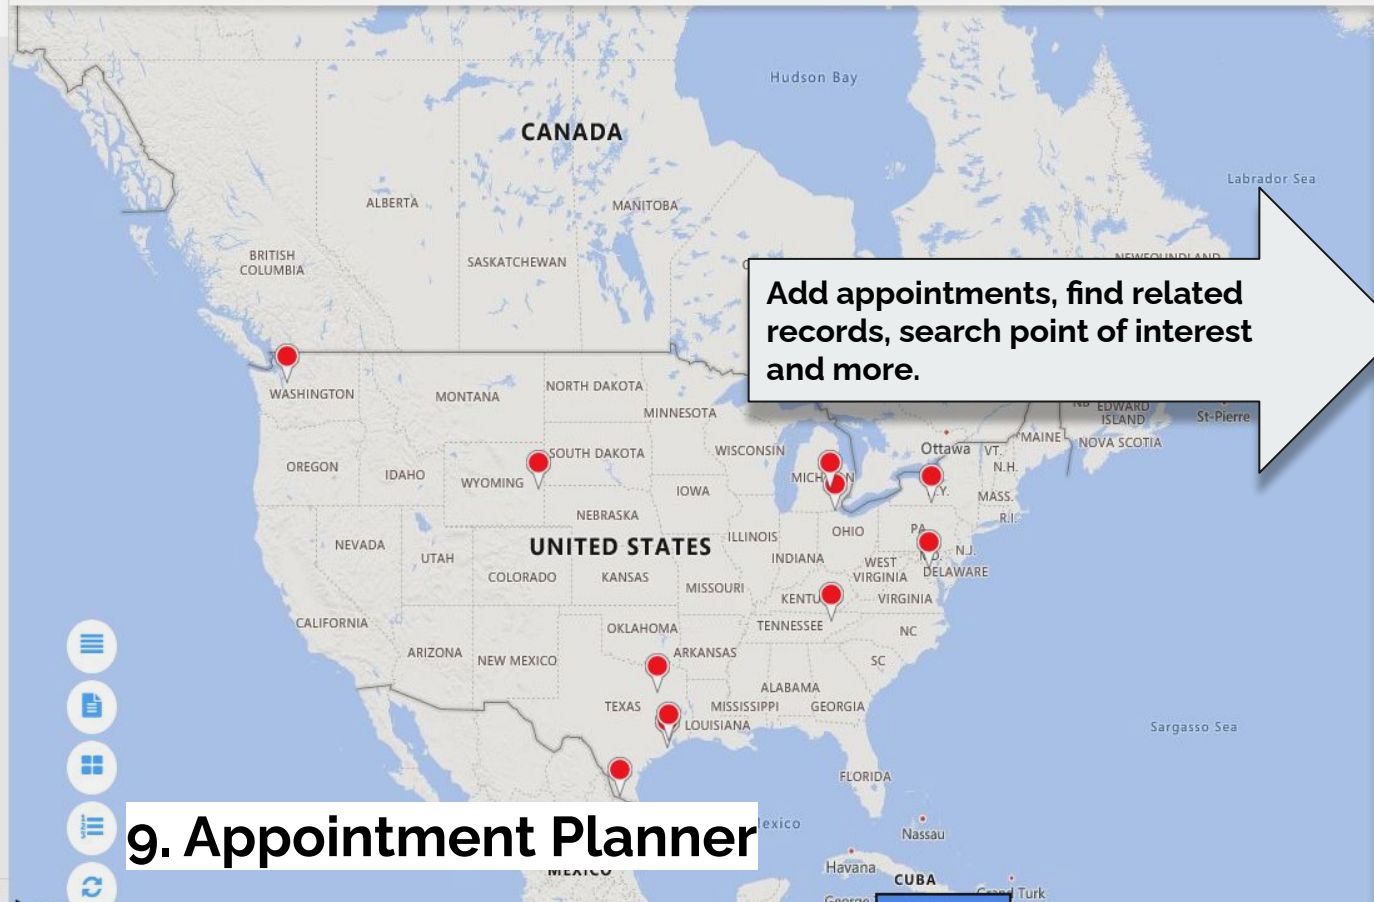 Hudson Bay
CANADA
Labrador Sea
ALBERTA
MANITOBA
BRITISH
COLUMBIA
SASKATCHEWAN
Add appointments, find related
records, search point of interest
and more.
WASHINGTON
MONTANA
NORTH DAKOTA
MINNESOTA
EDWARD
ISLAND
St-Pierre
OREGON
IDAHO
WYOMING
SOUTH DAKOTA
WISCONSIN
Ottawa
VT.
MAINE
NOVA SCOTIA
N.H.
IOWA
MASS.
NEBRASKA
R.I.
NEVADA
UTAH
UNITED STATES
ILLINOIS
OHIO
PA
INDIANA
N.J.
COLORADO
KANSAS
MISSOURI
WEST
VIRGINIA
DELAWARE
VIRGINIA
CALIFORNIA
OKLAHOMA
TENNESSEE
NC
ARIZONA
NEW MEXICO
ARKANSAS
SC
ALABAMA
TEXAS
MISSISSIPPI
GEORGIA
LOUISIANA
Sargasso Sea
FLORIDA
9. Appointment Planner
Nassau
MEXICO
Havana
CUBA
Grand Turk